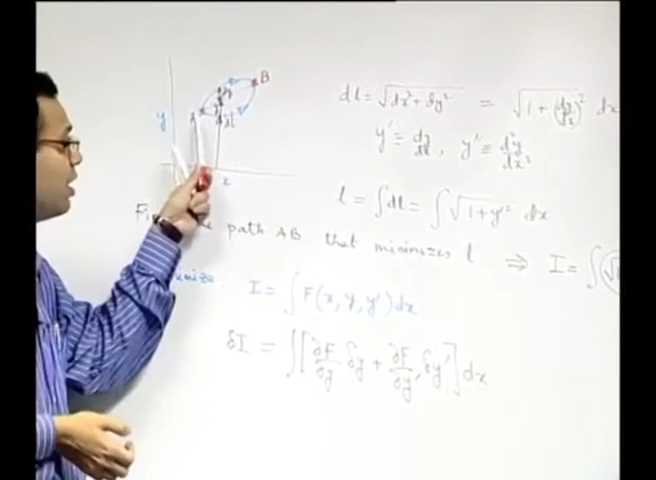 y
B
x
dl = √dx² + dy² = √1 + (dy/dx)² dx
y' = dy/dx, y'' = d²y/dx²
l = ∫dl = ∫√1 + y'² dx
path AB that minimizes l ⇒ I = ∫(√
mize: I = ∫F(x, y, y')dx
δI = ∫[∂F/∂y δy + ∂F/∂y' δy'] dx